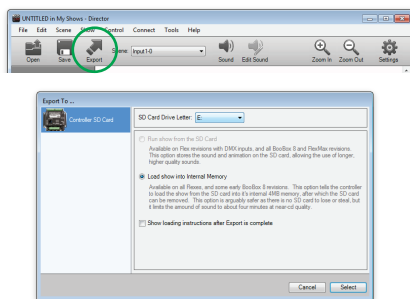 UNTITLED in My Shows - Director
File Edit Scene Show Control Connect Tools Help
Scene: Input1-0
Open Save Export Sound Edit Sound Zoom In Zoom Out Settings
Export To ...
Controller SD Card
SD Card Drive Letter: E:
Run show from the SD Card
Available on Flex revisions with DMX inputs, and all BooBox 8 and FlexMax revisions.
This option stores the sound and animation on the SD card, allowing the use of longer,
higher quality sounds.
Load show into Internal Memory
Available on all Flexes, and some early BooBox 8 revisions. This option tells the controller
to load the show from the SD card into it's internal 4MB memory, after which the SD card
can be removed. This option is arguably safer as there is no SD card to lose or steal, but
it limits the amount of sound to about four minutes at near-cd quality.
Show loading instructions after Export is complete
Cancel Select